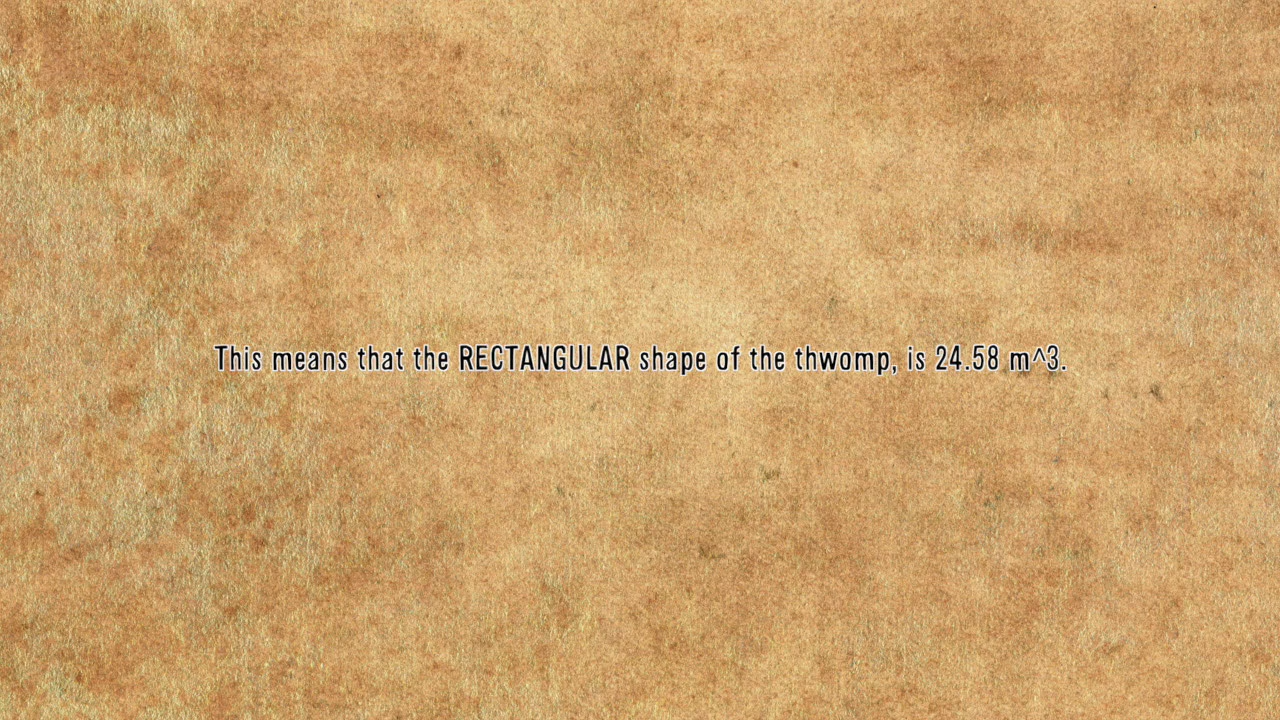 This means that the RECTANGULAR shape of the thwomp, is 24.58 m^3.